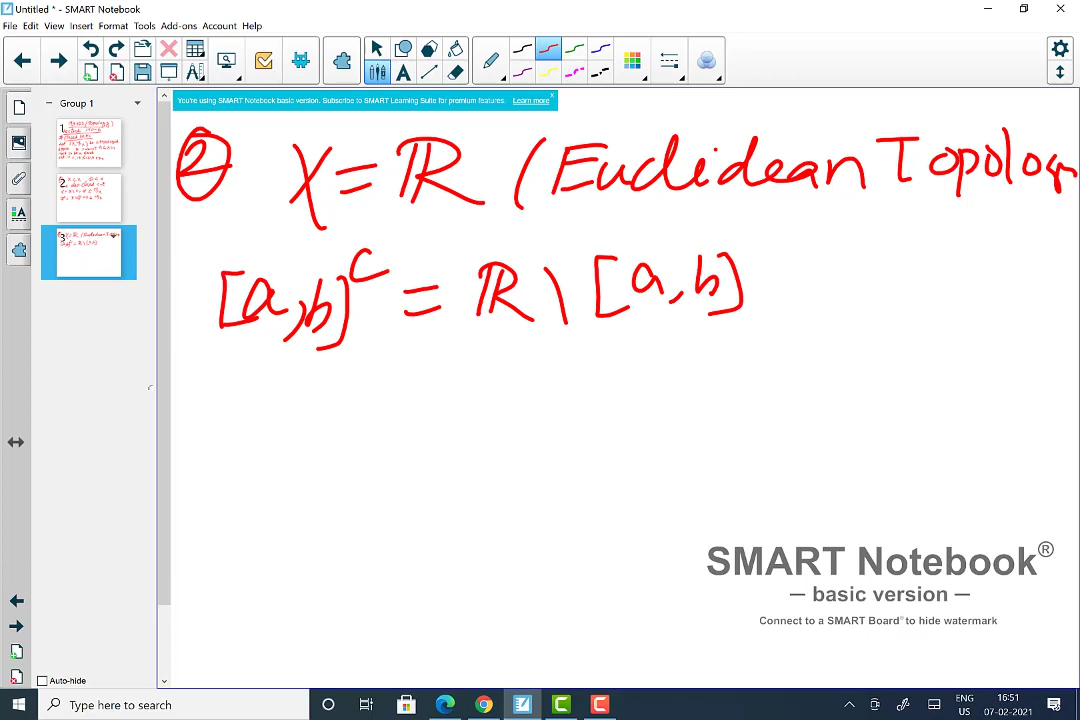 Untitled * - SMART Notebook
File Edit View Insert Format Tools Add-ons Account Help
Group 1
You're using SMART Notebook basic version. Subscribe to SMART Learning Suite for premium features. Learn more x
1
2
3
② X = ℝ (Euclidean Topolog
[a,b]ᶜ = ℝ \ [a,b]
SMART Notebook®
— basic version —
Connect to a SMART Board® to hide watermark
Auto-hide
Type here to search
ENG
US
16:51
07-02-2021